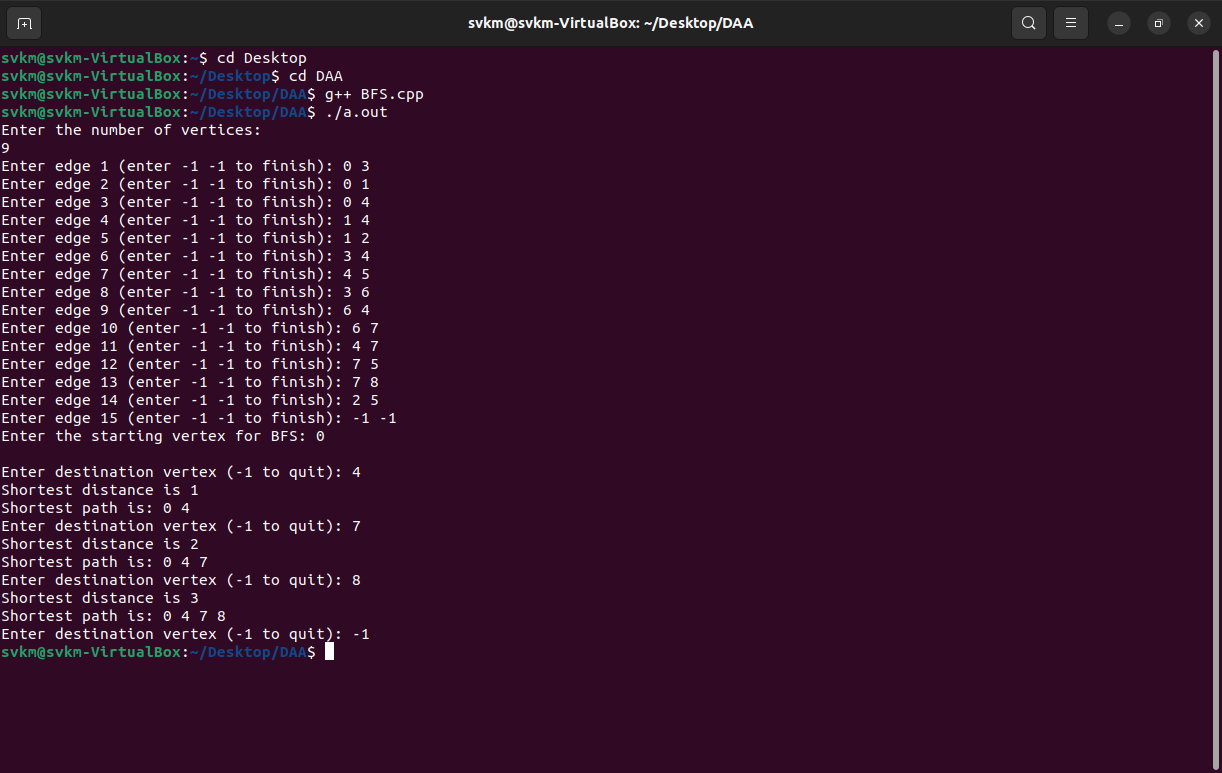 svkm@svkm-VirtualBox: ~/Desktop/DAA
svkm@svkm-VirtualBox:~$ cd Desktop
svkm@svkm-VirtualBox:~/Desktop$ cd DAA
svkm@svkm-VirtualBox:~/Desktop/DAA$ g++ BFS.cpp
svkm@svkm-VirtualBox:~/Desktop/DAA$ ./a.out
Enter the number of vertices:
9
Enter edge 1 (enter -1 -1 to finish): 0 3
Enter edge 2 (enter -1 -1 to finish): 0 1
Enter edge 3 (enter -1 -1 to finish): 0 4
Enter edge 4 (enter -1 -1 to finish): 1 4
Enter edge 5 (enter -1 -1 to finish): 1 2
Enter edge 6 (enter -1 -1 to finish): 3 4
Enter edge 7 (enter -1 -1 to finish): 4 5
Enter edge 8 (enter -1 -1 to finish): 3 6
Enter edge 9 (enter -1 -1 to finish): 6 4
Enter edge 10 (enter -1 -1 to finish): 6 7
Enter edge 11 (enter -1 -1 to finish): 4 7
Enter edge 12 (enter -1 -1 to finish): 7 5
Enter edge 13 (enter -1 -1 to finish): 7 8
Enter edge 14 (enter -1 -1 to finish): 2 5
Enter edge 15 (enter -1 -1 to finish): -1 -1
Enter the starting vertex for BFS: 0
Enter destination vertex (-1 to quit): 4
Shortest distance is 1
Shortest path is: 0 4
Enter destination vertex (-1 to quit): 7
Shortest distance is 2
Shortest path is: 0 4 7
Enter destination vertex (-1 to quit): 8
Shortest distance is 3
Shortest path is: 0 4 7 8
Enter destination vertex (-1 to quit): -1
svkm@svkm-VirtualBox:~/Desktop/DAA$